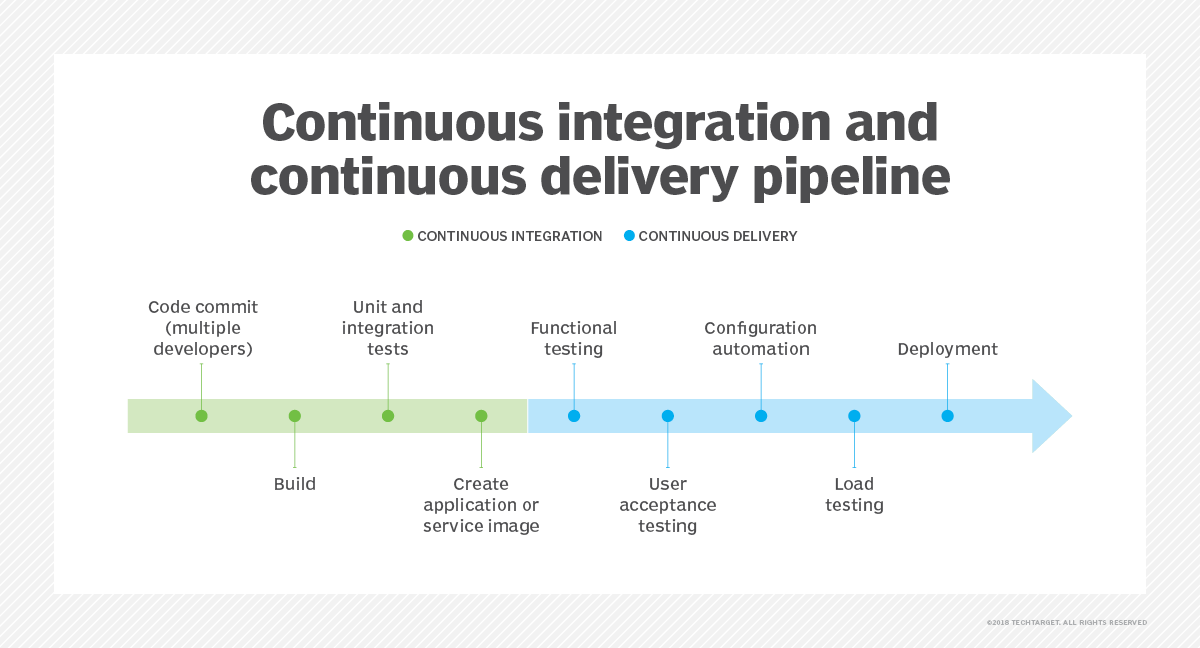 Continuous integration and
continuous delivery pipeline
CONTINUOUS INTEGRATION
CONTINUOUS DELIVERY
Code commit
(multiple
developers)
Build
Unit and
integration
tests
Create
application or
service image
Functional
testing
User
acceptance
testing
Configuration
automation
Load
testing
Deployment
©2018 TECHTARGET. ALL RIGHTS RESERVED